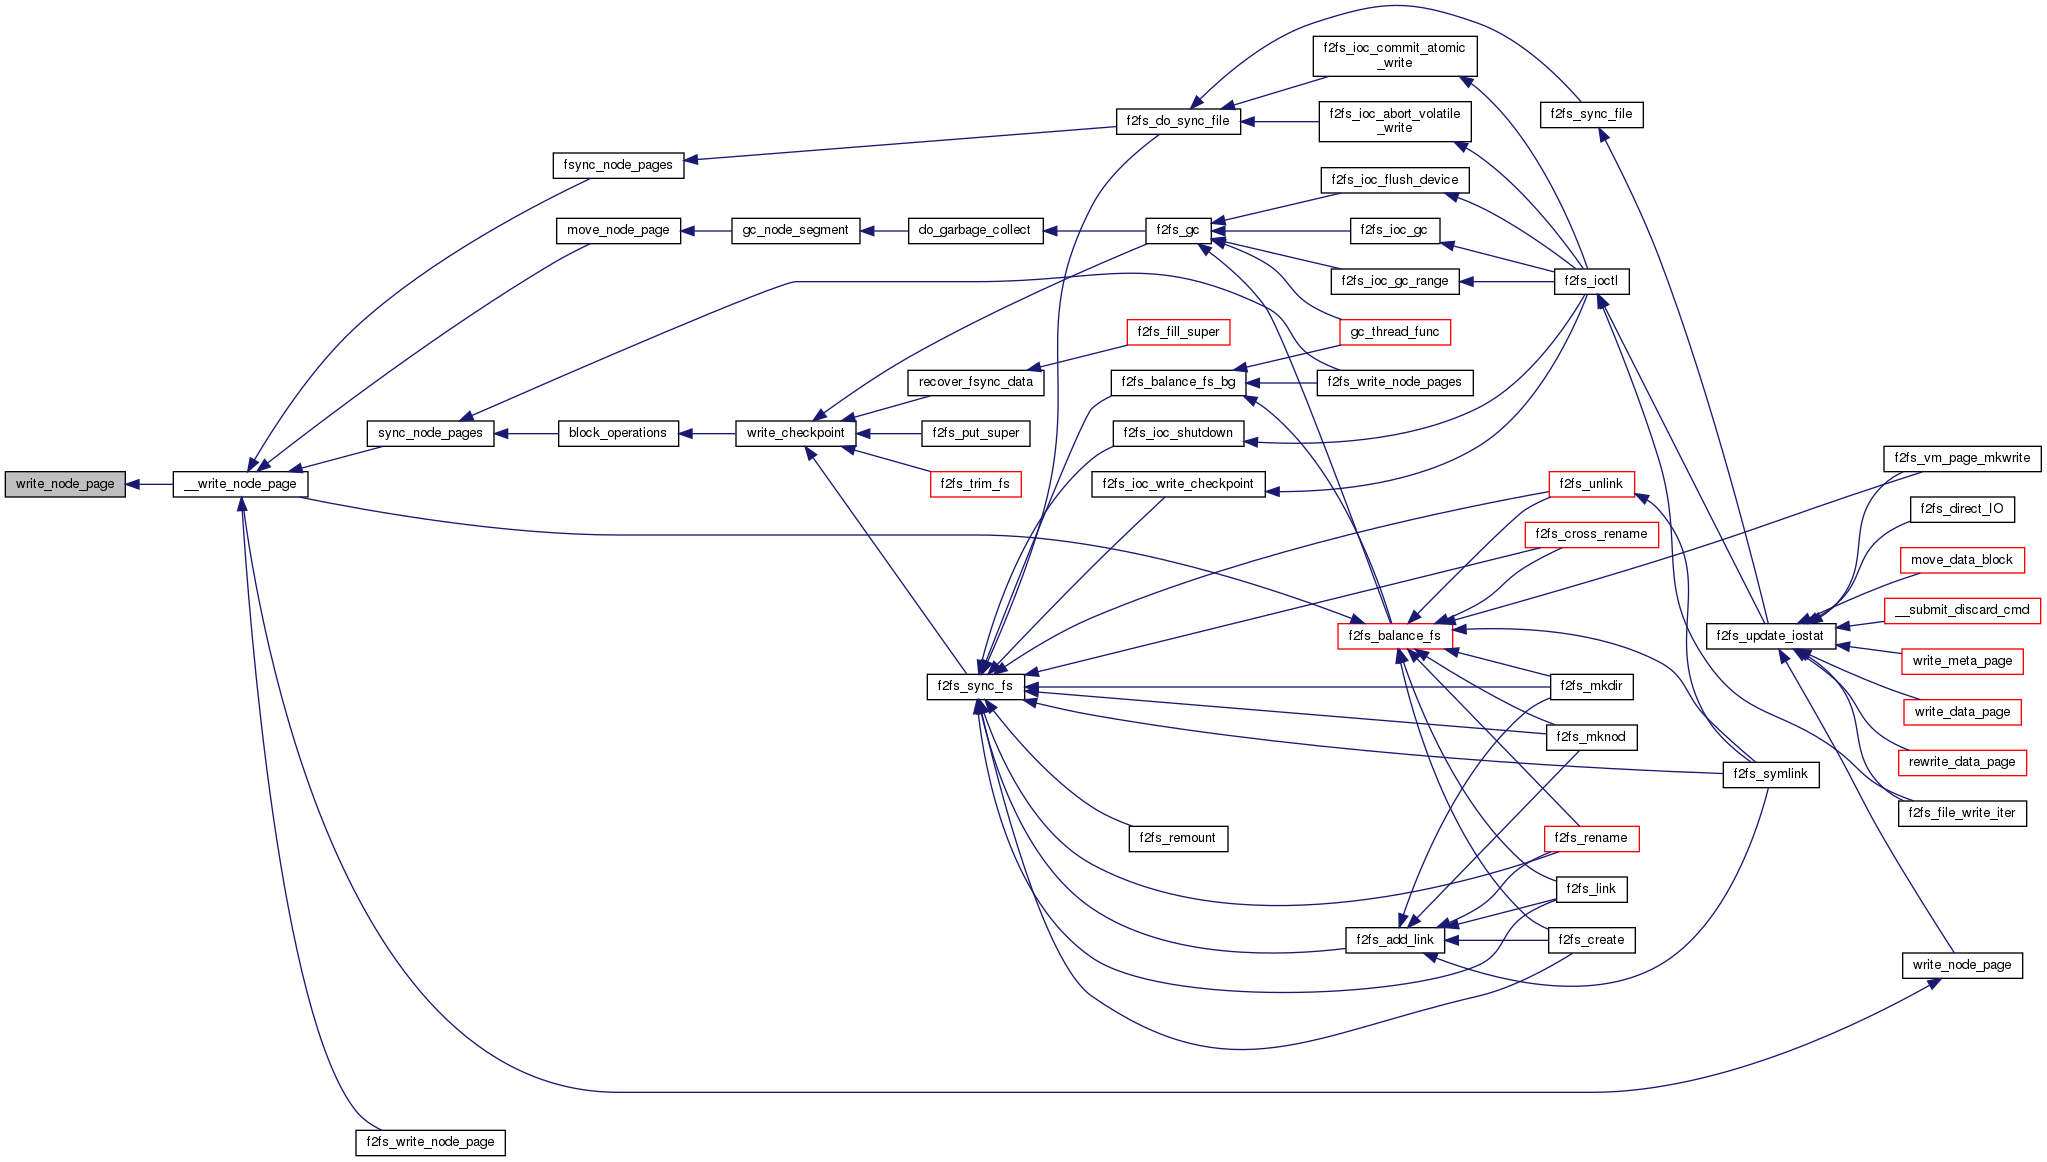 f2fs_ioc_commit_atomic
_write
f2fs_do_sync_file
f2fs_ioc_abort_volatile
_write
f2fs_sync_file
fsync_node_pages
f2fs_ioc_flush_device
move_node_page
gc_node_segment
do_garbage_collect
f2fs_gc
f2fs_ioc_gc
f2fs_ioc_gc_range
f2fs_ioctl
f2fs_fill_super
gc_thread_func
recover_fsync_data
f2fs_balance_fs_bg
f2fs_write_node_pages
sync_node_pages
block_operations
write_checkpoint
f2fs_put_super
f2fs_ioc_shutdown
f2fs_vm_page_mkwrite
write_node_page
__write_node_page
f2fs_trim_fs
f2fs_ioc_write_checkpoint
f2fs_unlink
f2fs_direct_IO
f2fs_cross_rename
move_data_block
__submit_discard_cmd
f2fs_balance_fs
f2fs_update_iostat
write_meta_page
f2fs_sync_fs
f2fs_mkdir
write_data_page
f2fs_mknod
rewrite_data_page
f2fs_symlink
f2fs_file_write_iter
f2fs_remount
f2fs_rename
f2fs_link
f2fs_add_link
f2fs_create
write_node_page
f2fs_write_node_page